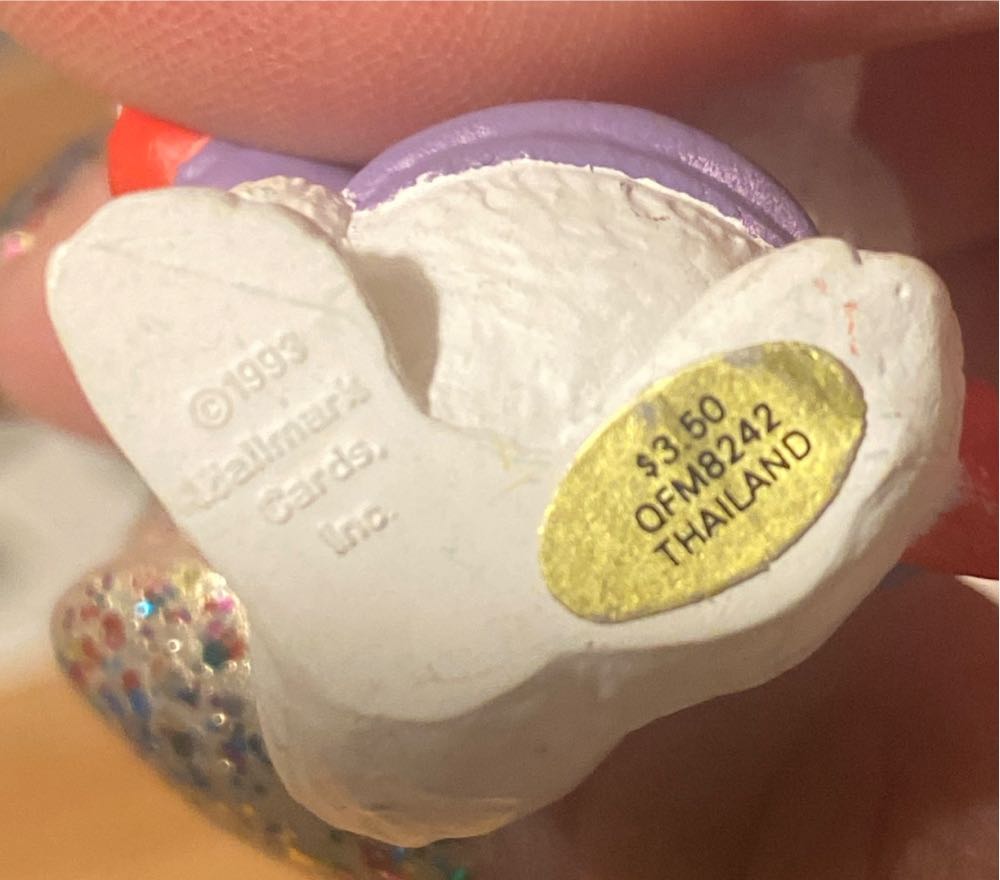 ©1993
Hallmark
Cards,
Inc.
$3.50
QFM8242
THAILAND